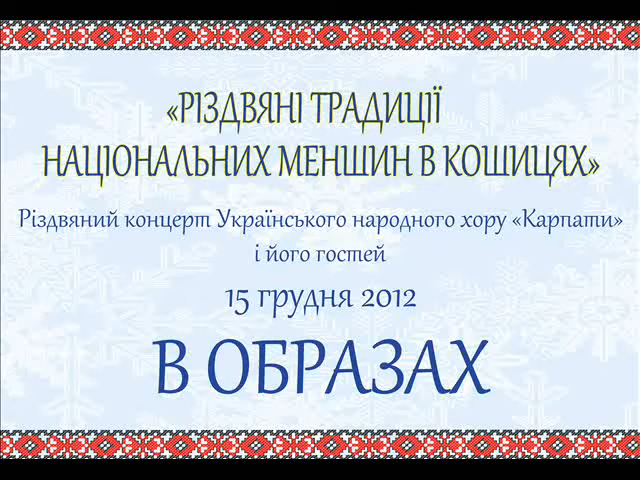 «РІЗДВЯНІ ТРАДИЦІЇ
НАЦІОНАЛЬНИХ МЕНШИН В КОШИЦЯХ»
Різдвяний концерт Українського народного хору «Карпати»
і його гостей
15 грудня 2012
В ОБРАЗАХ